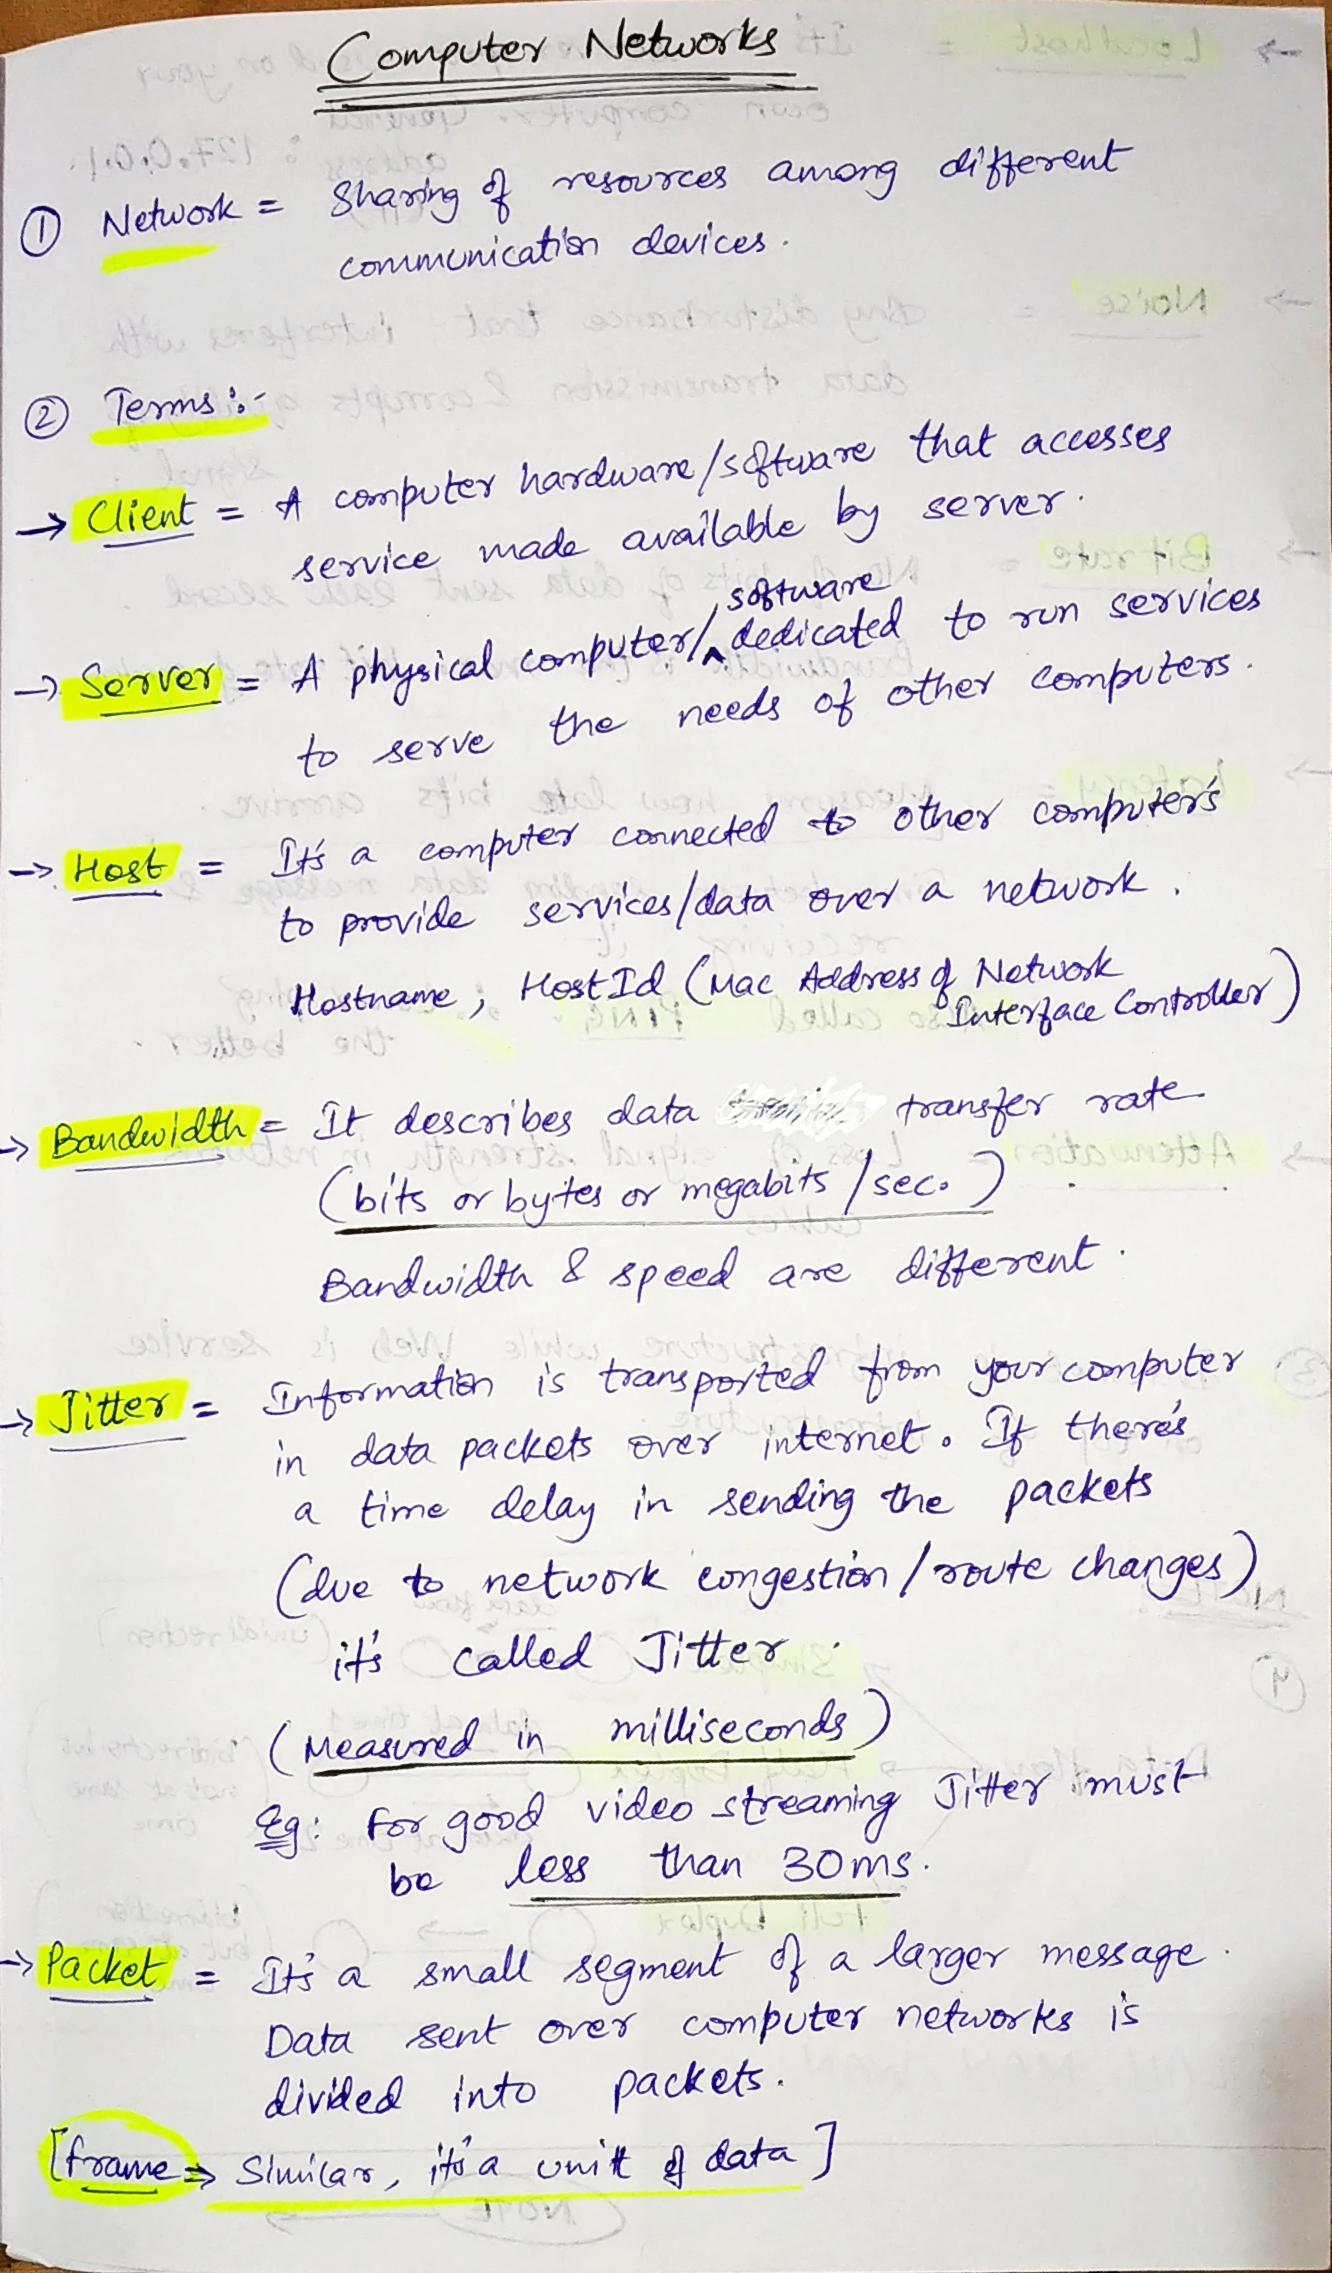 Computer Networks
① Network = Sharing of resources among different
communication devices.
② Terms :-
→ Client = A computer hardware/software that accesses
service made available by server.
software
→ Server = A physical computer/^dedicated to run services
to serve the needs of other computers.
→ Host = It's a computer connected to other computer's
to provide services/data over a network.
Hostname, Host Id (Mac Address of Network
Interface Controller)
→ Bandwidth = It describes data transfer rate
(bits or bytes or megabits /sec.)
Bandwidth & speed are different.
→ Jitter = Information is transported from your computer
in data packets over internet. If there's
a time delay in sending the packets
(due to network congestion / route changes)
it's called Jitter.
(Measured in milliseconds)
Eg: For good video streaming Jitter must
be less than 30ms.
→ Packet = It's a small segment of a larger message.
Data sent over computer networks is
divided into packets.
[frame => Similar, it's a unit of data]